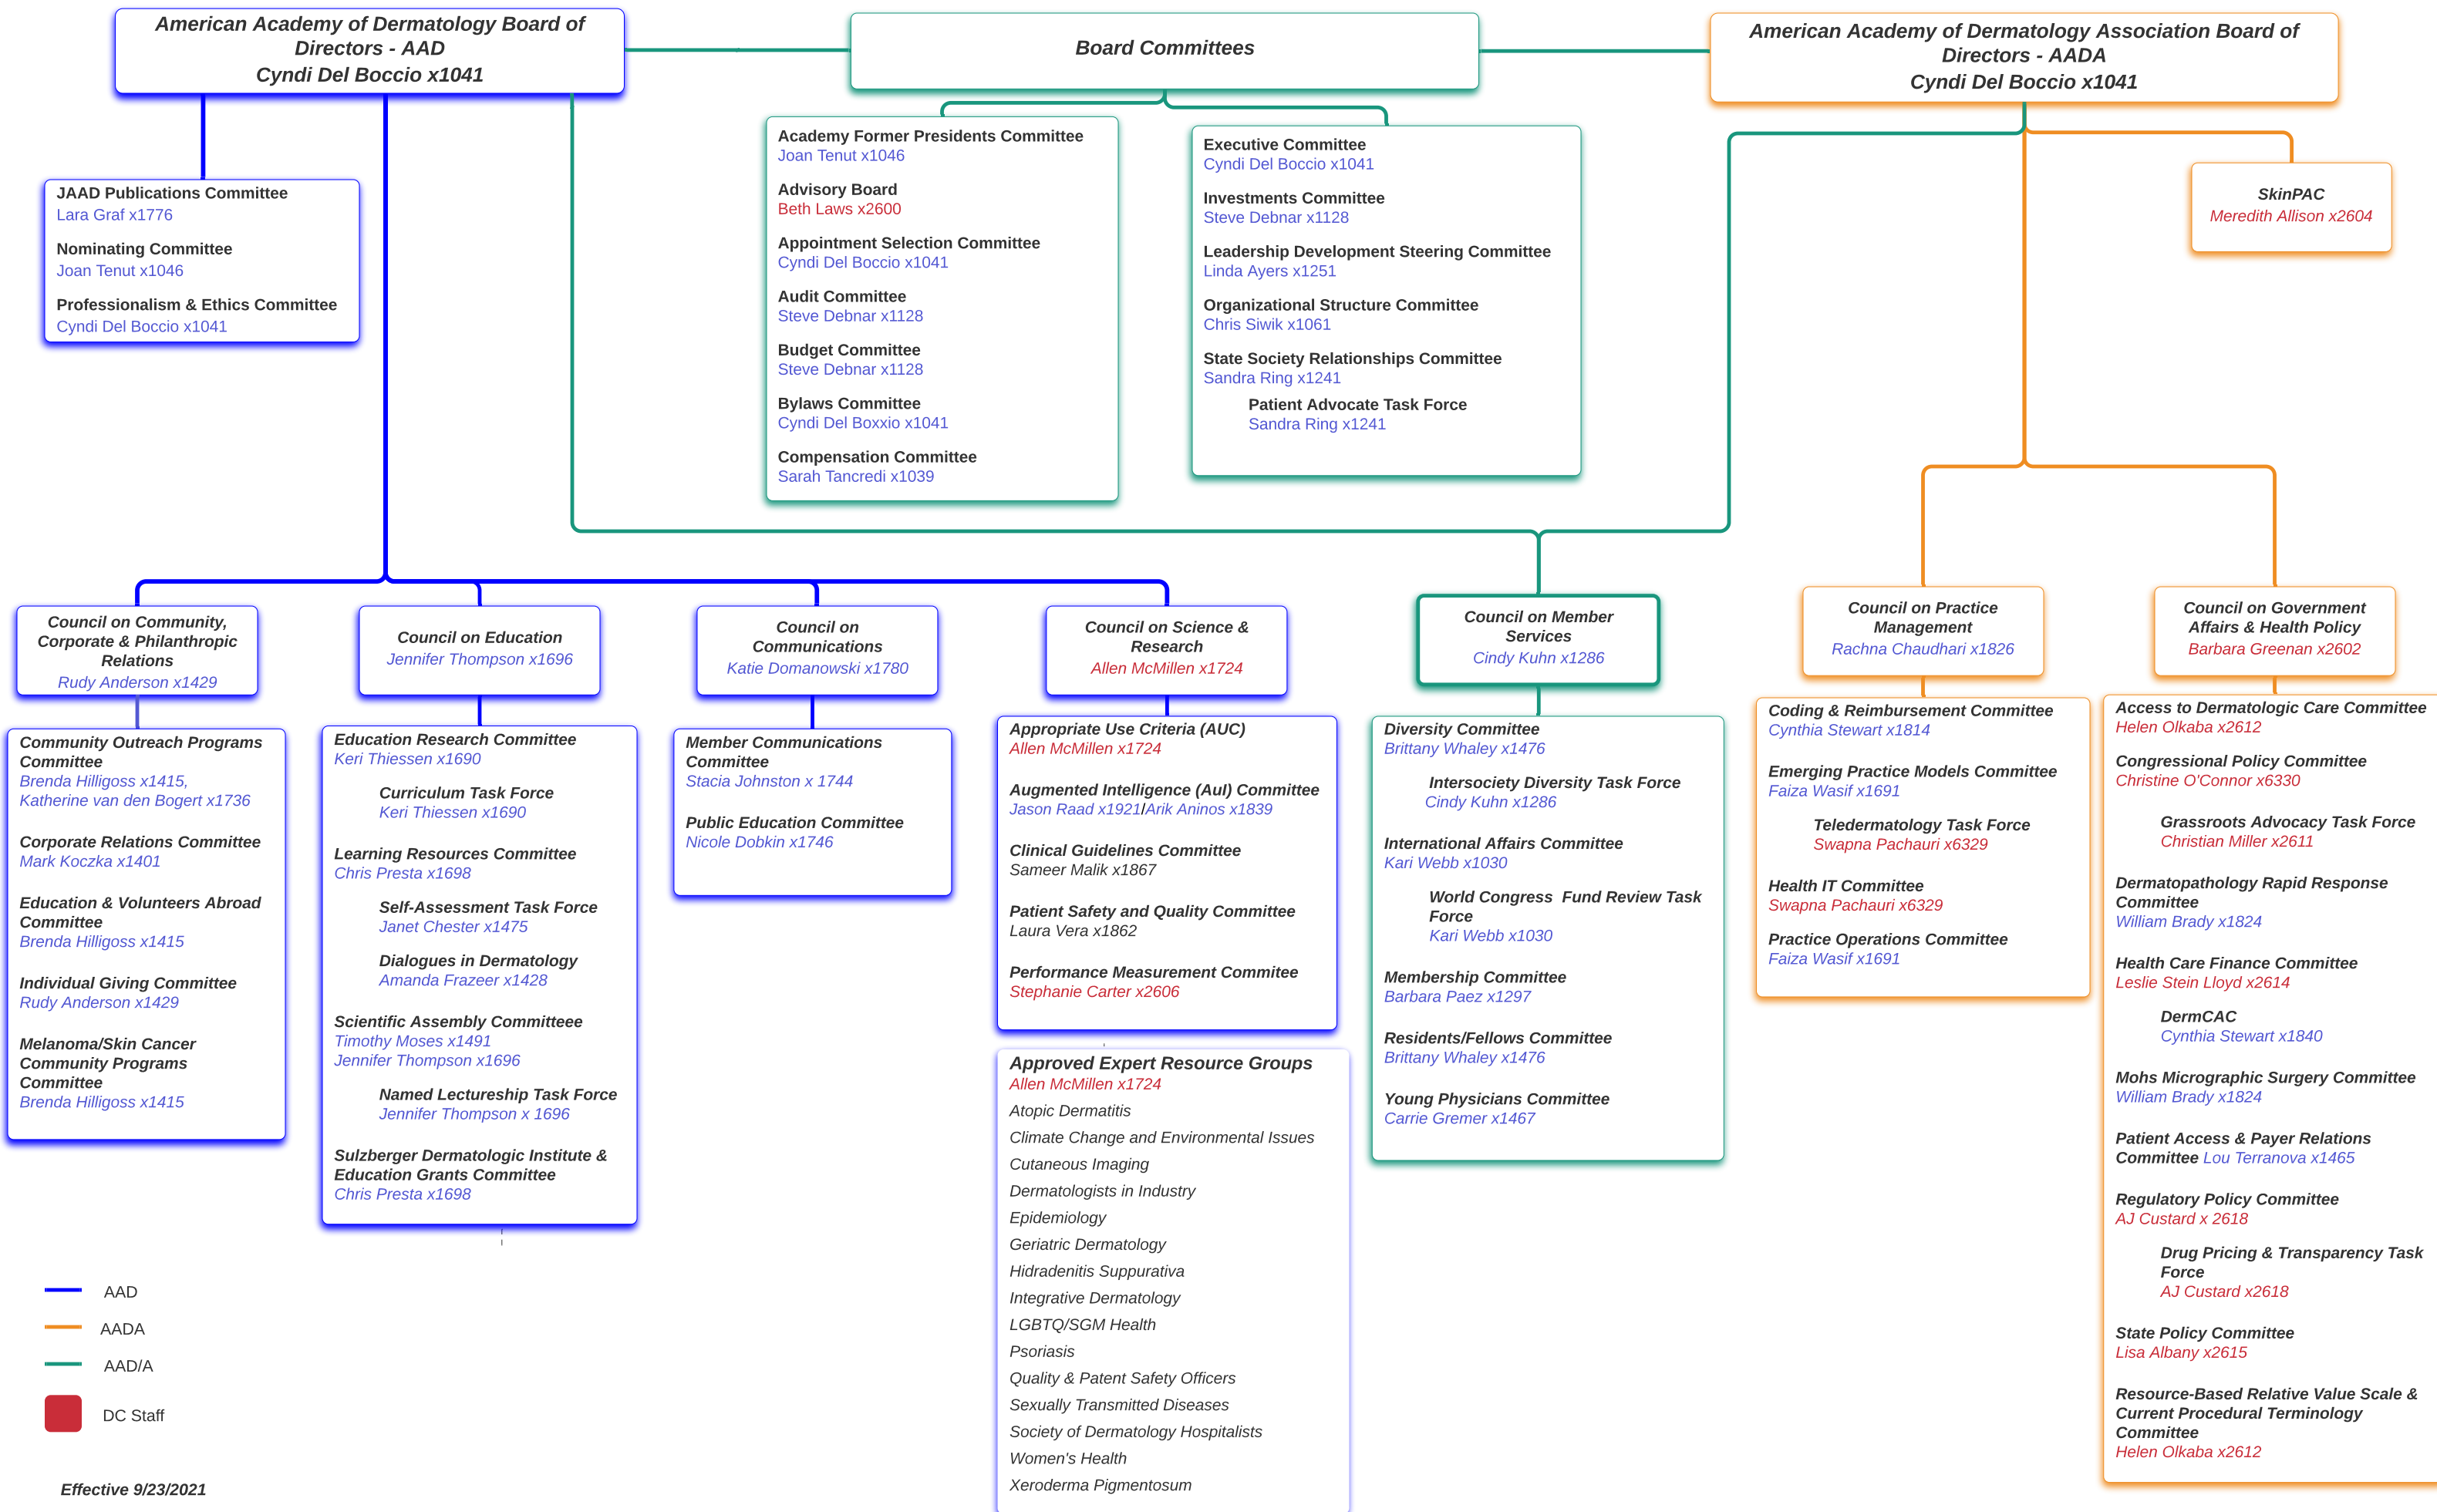 American Academy of Dermatology Board of
Directors - AAD
Cyndi Del Boccio x1041
Board Committees
American Academy of Dermatology Association Board of
Directors - AADA
Cyndi Del Boccio x1041
JAAD Publications Committee
Lara Graf x1776
Nominating Committee
Joan Tenut x1046
Professionalism & Ethics Committee
Cyndi Del Boccio x1041
Academy Former Presidents Committee
Joan Tenut x1046
Advisory Board
Beth Laws x2600
Appointment Selection Committee
Cyndi Del Boccio x1041
Audit Committee
Steve Debnar x1128
Budget Committee
Steve Debnar x1128
Bylaws Committee
Cyndi Del Boxxio x1041
Compensation Committee
Sarah Tancredi x1039
Executive Committee
Cyndi Del Boccio x1041
Investments Committee
Steve Debnar x1128
Leadership Development Steering Committee
Linda Ayers x1251
Organizational Structure Committee
Chris Siwik x1061
State Society Relationships Committee
Sandra Ring x1241
Patient Advocate Task Force
Sandra Ring x1241
SkinPAC
Meredith Allison x2604
Council on Community,
Corporate & Philanthropic
Relations
Rudy Anderson x1429
Council on Education
Jennifer Thompson x1696
Council on
Communications
Katie Domanowski x1780
Council on Science &
Research
Allen McMillen x1724
Council on Member
Services
Cindy Kuhn x1286
Council on Practice
Management
Rachna Chaudhari x1826
Council on Government
Affairs & Health Policy
Barbara Greenan x2602
Community Outreach Programs
Committee
Brenda Hilligoss x1415,
Katherine van den Bogert x1736
Corporate Relations Committee
Mark Koczka x1401
Education & Volunteers Abroad
Committee
Brenda Hilligoss x1415
Individual Giving Committee
Rudy Anderson x1429
Melanoma/Skin Cancer
Community Programs
Committee
Brenda Hilligoss x1415
Education Research Committee
Keri Thiessen x1690
Curriculum Task Force
Keri Thiessen x1690
Learning Resources Committee
Chris Presta x1698
Self-Assessment Task Force
Janet Chester x1475
Dialogues in Dermatology
Amanda Frazeer x1428
Scientific Assembly Committeee
Timothy Moses x1491
Jennifer Thompson x1696
Named Lectureship Task Force
Jennifer Thompson x 1696
Sulzberger Dermatologic Institute &
Education Grants Committee
Chris Presta x1698
Member Communications
Committee
Stacia Johnston x 1744
Public Education Committee
Nicole Dobkin x1746
Appropriate Use Criteria (AUC)
Allen McMillen x1724
Augmented Intelligence (AuI) Committee
Jason Raad x1921/Arik Aninos x1839
Clinical Guidelines Committee
Sameer Malik x1867
Patient Safety and Quality Committee
Laura Vera x1862
Performance Measurement Commitee
Stephanie Carter x2606
Approved Expert Resource Groups
Allen McMillen x1724
Atopic Dermatitis
Climate Change and Environmental Issues
Cutaneous Imaging
Dermatologists in Industry
Epidemiology
Geriatric Dermatology
Hidradenitis Suppurativa
Integrative Dermatology
LGBTQ/SGM Health
Psoriasis
Quality & Patent Safety Officers
Sexually Transmitted Diseases
Society of Dermatology Hospitalists
Women's Health
Xeroderma Pigmentosum
Diversity Committee
Brittany Whaley x1476
Intersociety Diversity Task Force
Cindy Kuhn x1286
International Affairs Committee
Kari Webb x1030
World Congress  Fund Review Task
Force
Kari Webb x1030
Membership Committee
Barbara Paez x1297
Residents/Fellows Committee
Brittany Whaley x1476
Young Physicians Committee
Carrie Gremer x1467
Coding & Reimbursement Committee
Cynthia Stewart x1814
Emerging Practice Models Committee
Faiza Wasif x1691
Teledermatology Task Force
Swapna Pachauri x6329
Health IT Committee
Swapna Pachauri x6329
Practice Operations Committee
Faiza Wasif x1691
Access to Dermatologic Care Committee
Helen Olkaba x2612
Congressional Policy Committee
Christine O'Connor x6330
Grassroots Advocacy Task Force
Christian Miller x2611
Dermatopathology Rapid Response
Committee
William Brady x1824
Health Care Finance Committee
Leslie Stein Lloyd x2614
DermCAC
Cynthia Stewart x1840
Mohs Micrographic Surgery Committee
William Brady x1824
Patient Access & Payer Relations
Committee Lou Terranova x1465
Regulatory Policy Committee
AJ Custard x 2618
Drug Pricing & Transparency Task
Force
AJ Custard x2618
State Policy Committee
Lisa Albany x2615
Resource-Based Relative Value Scale &
Current Procedural Terminology
Committee
Helen Olkaba x2612
AAD
AADA
AAD/A
DC Staff
Effective 9/23/2021